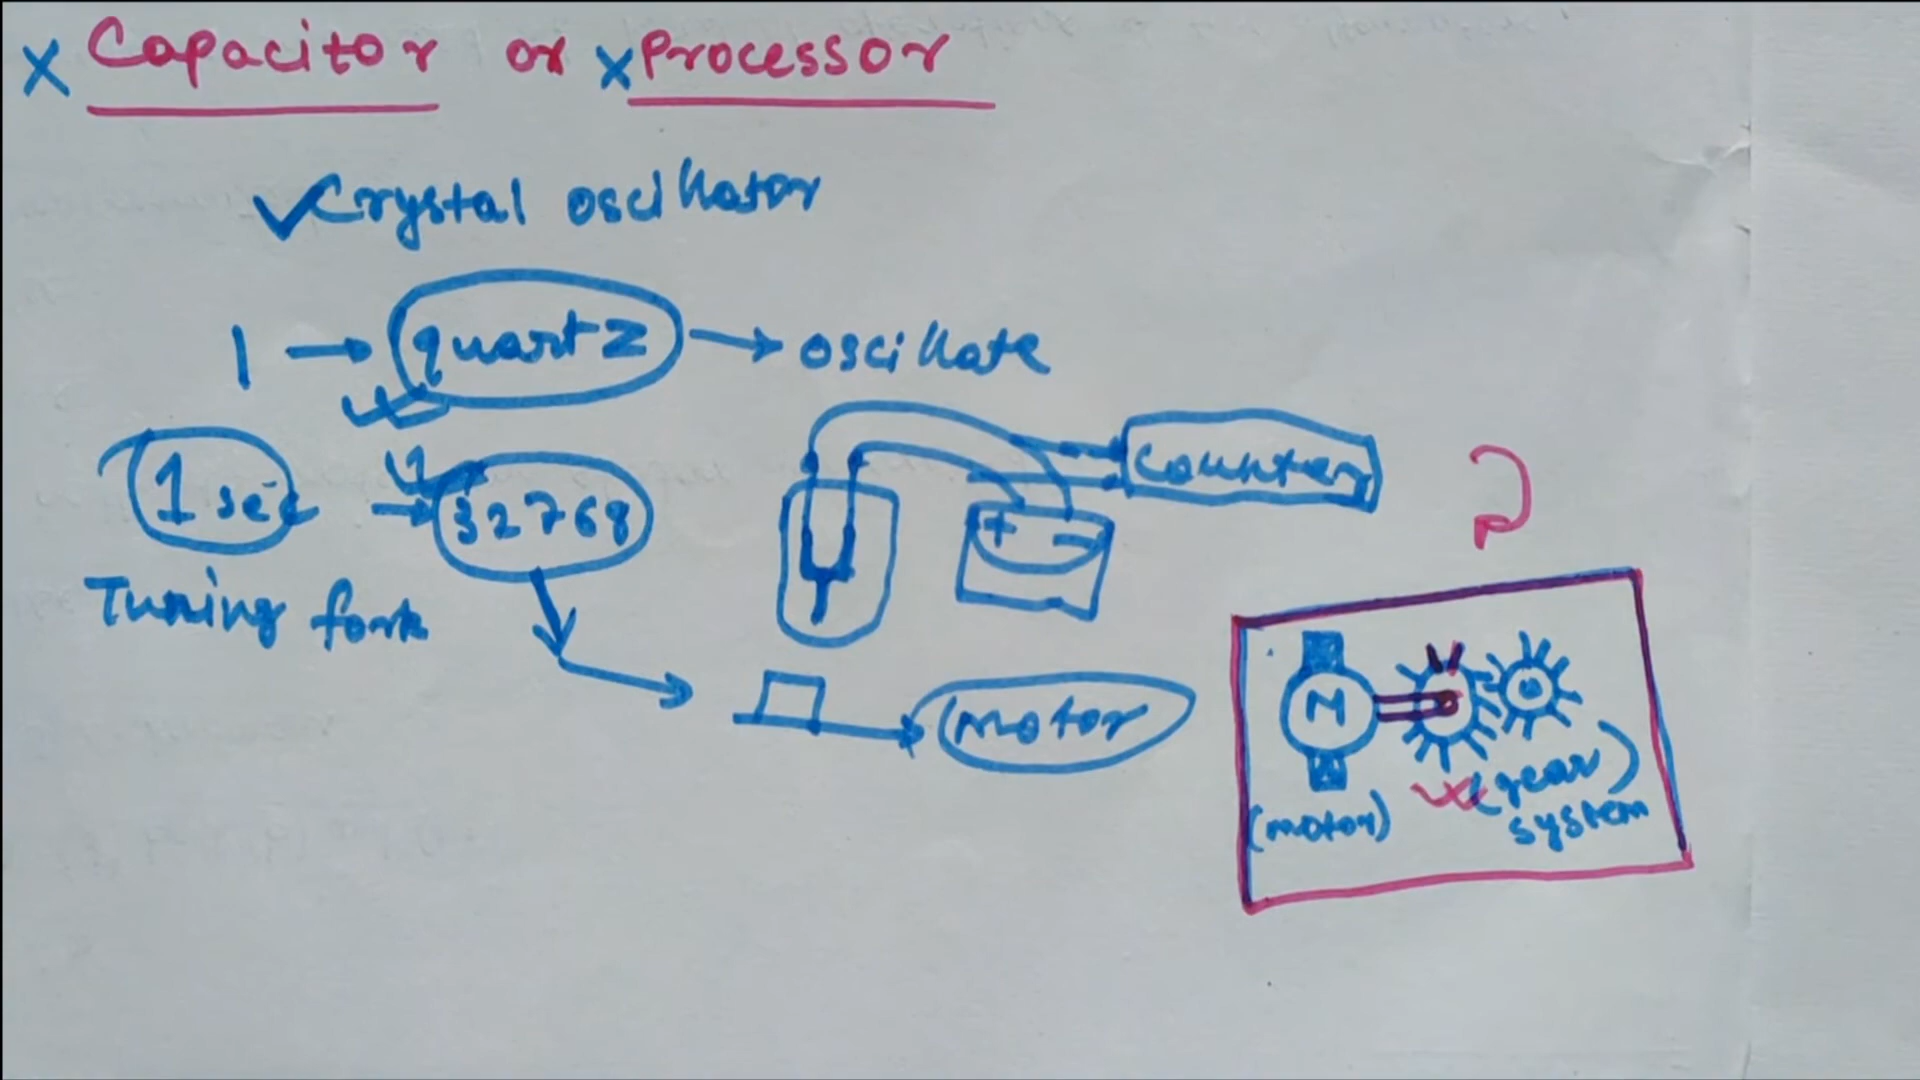 x Capacitor or x Processor
✓Crystal oscillator
1 → quartz → oscillate
1 sec → 32768
Counter
+ -
Tuning fork
motor
M
(motor)
(gear)
system